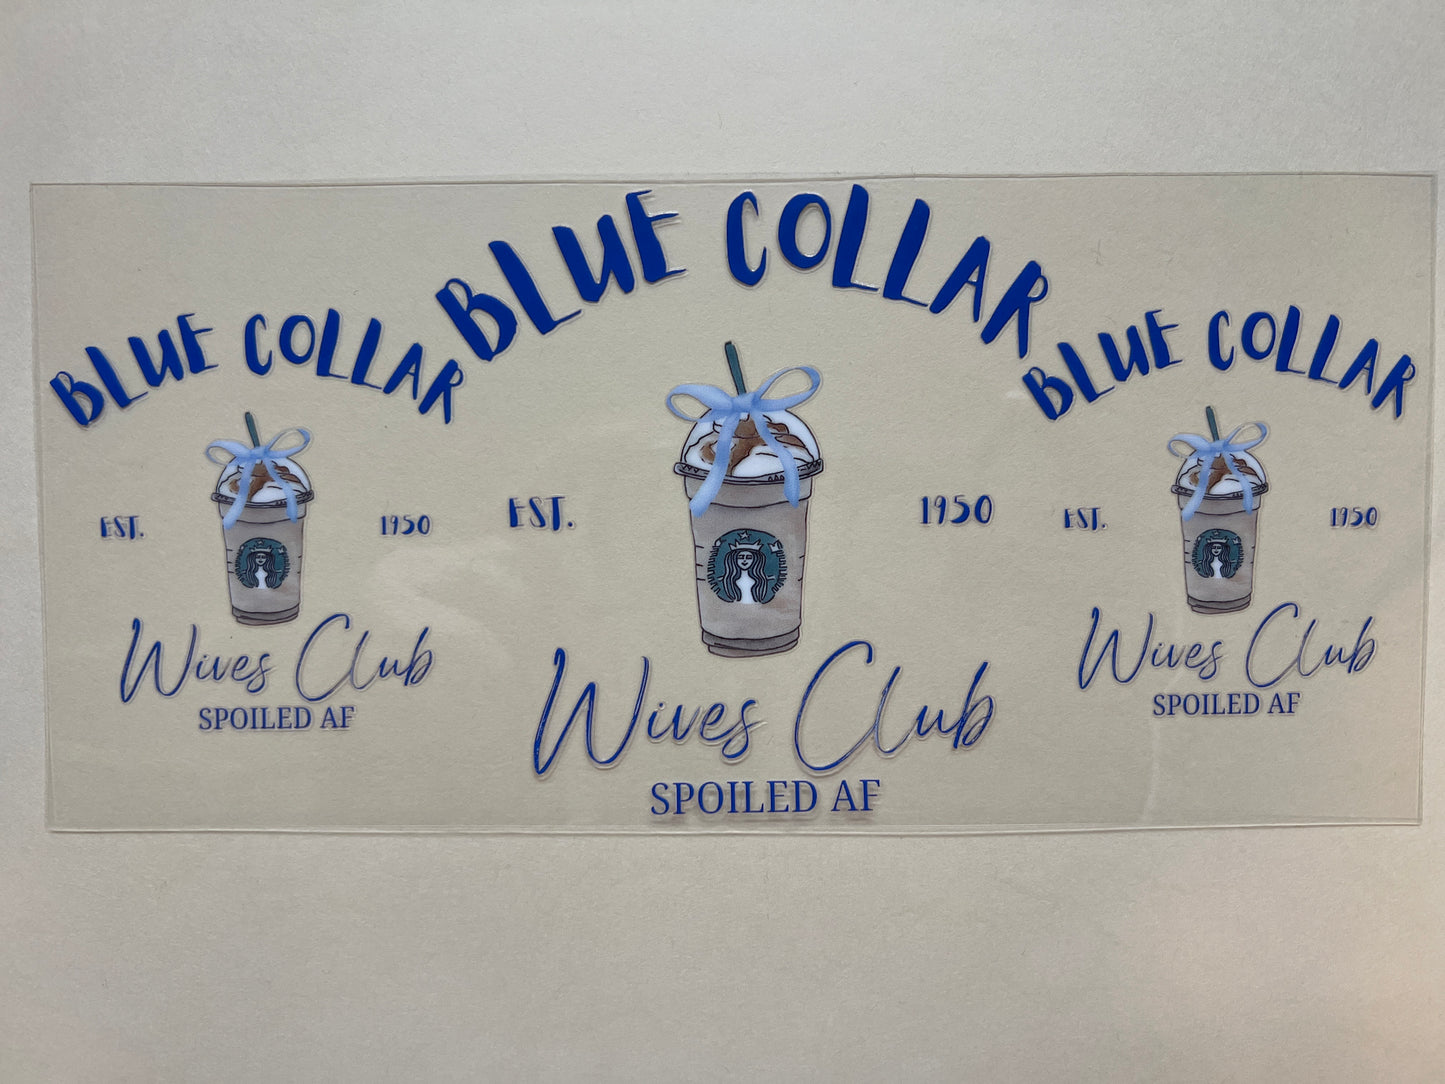 BLUE COLLAR
EST. 1950
Wives Club
SPOILED AF
BLUE COLLAR
EST. 1950
Wives Club
SPOILED AF
BLUE COLLAR
EST. 1950
Wives Club
SPOILED AF